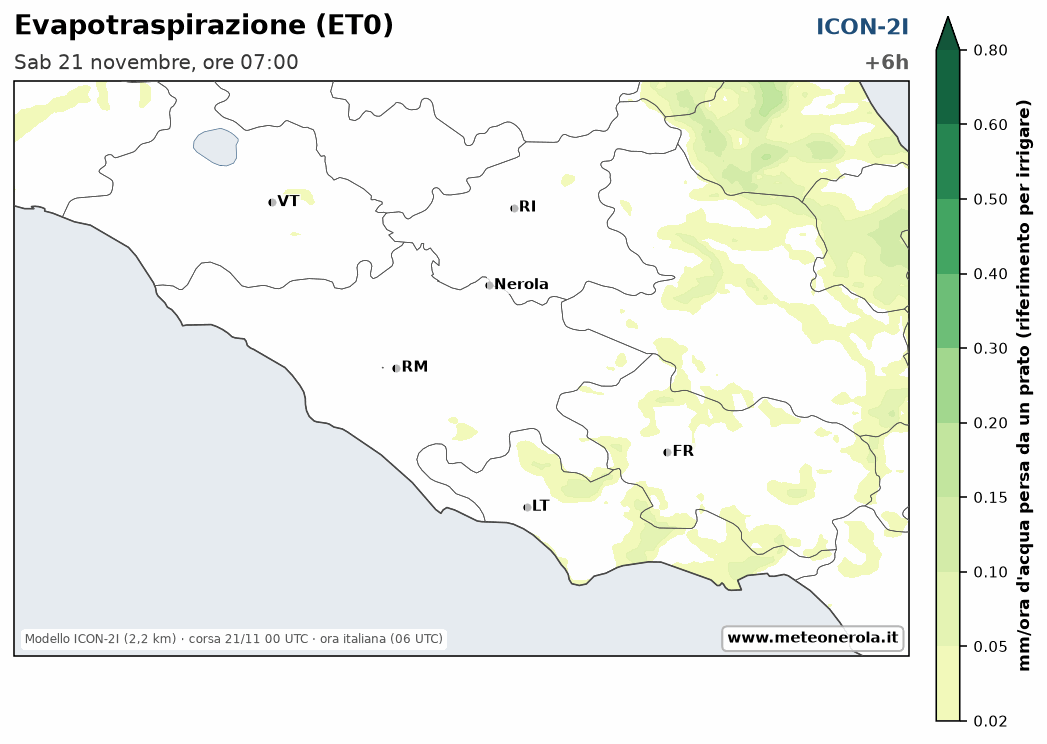 Evapotraspirazione (ET0)
ICON-2I
Sab 21 novembre, ore 07:00
+6h
VT
RI
Nerola
RM
FR
LT
Modello ICON-2I (2,2 km) · corsa 21/11 00 UTC · ora italiana (06 UTC)
www.meteonerola.it
0.80
0.60
0.50
0.40
0.30
0.20
0.15
0.10
0.05
0.02
mm/ora d'acqua persa da un prato (riferimento per irrigare)